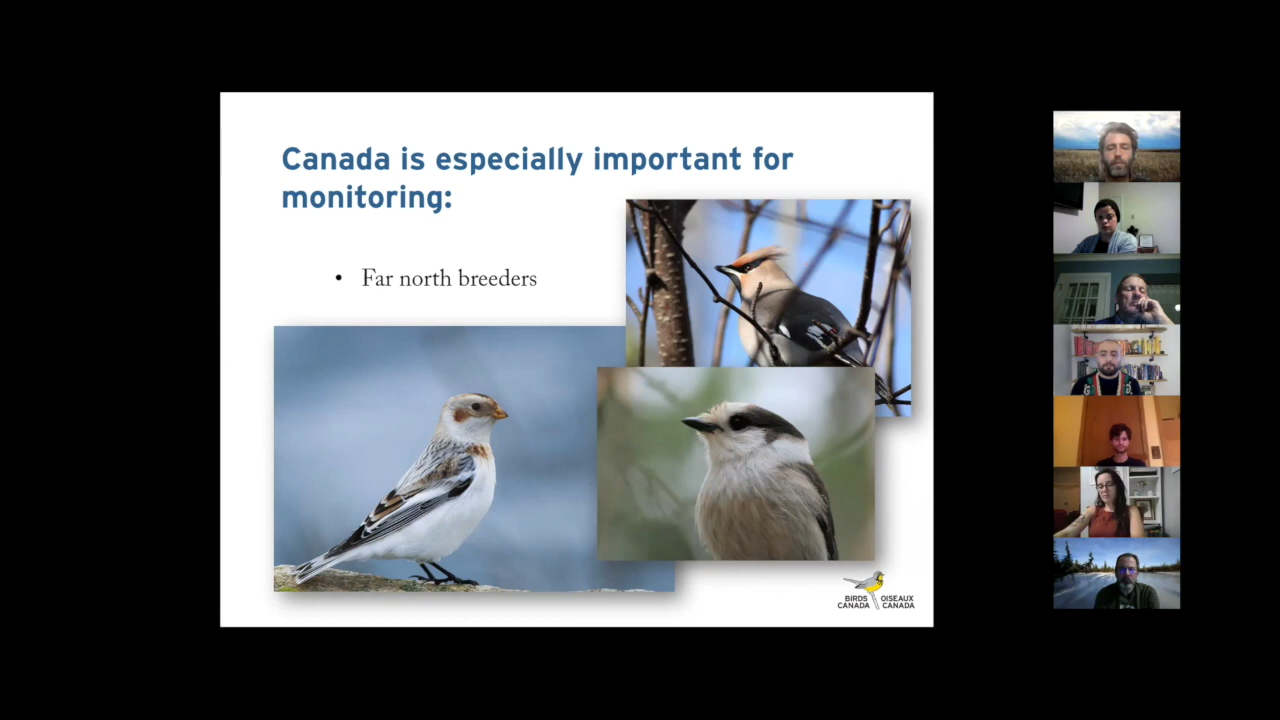 Canada is especially important for
monitoring:
• Far north breeders
BIRDS OISEAUX
CANADA CANADA